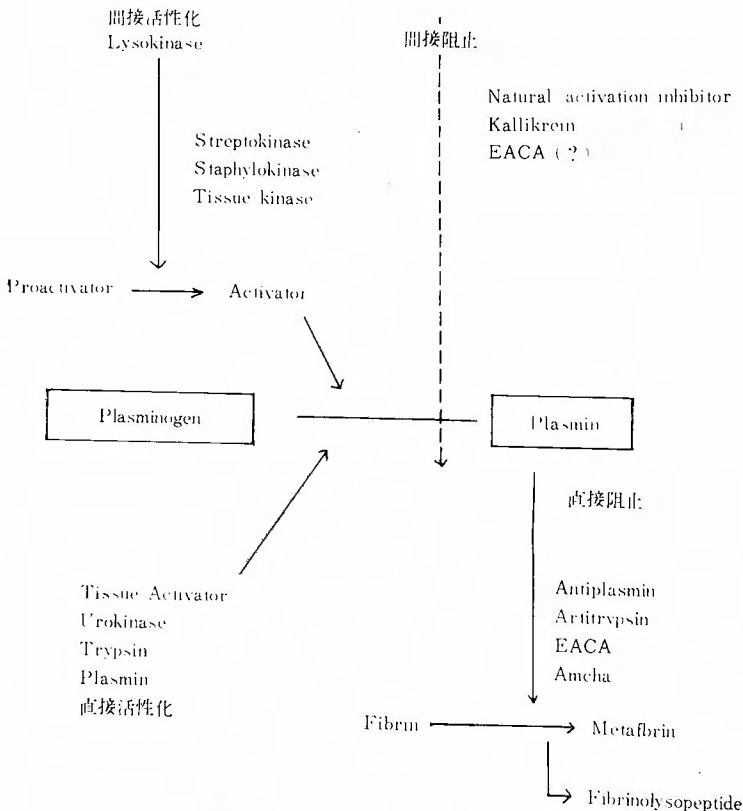 間接活性化
Lysokinase
間接阻止
Natural activation inhibitor
Kallikrein
EACA (?)
Streptokinase
Staphylokinase
Tissue kinase
Proactivator
Activator
Plasminogen
Plasmin
直接阻止
Tissue Activator
Urokinase
Trypsin
Plasmin
直接活性化
Antiplasmin
Artitrypsin
EACA
Amcha
Fibrin
Metafbrin
Fibrinolysopeptide